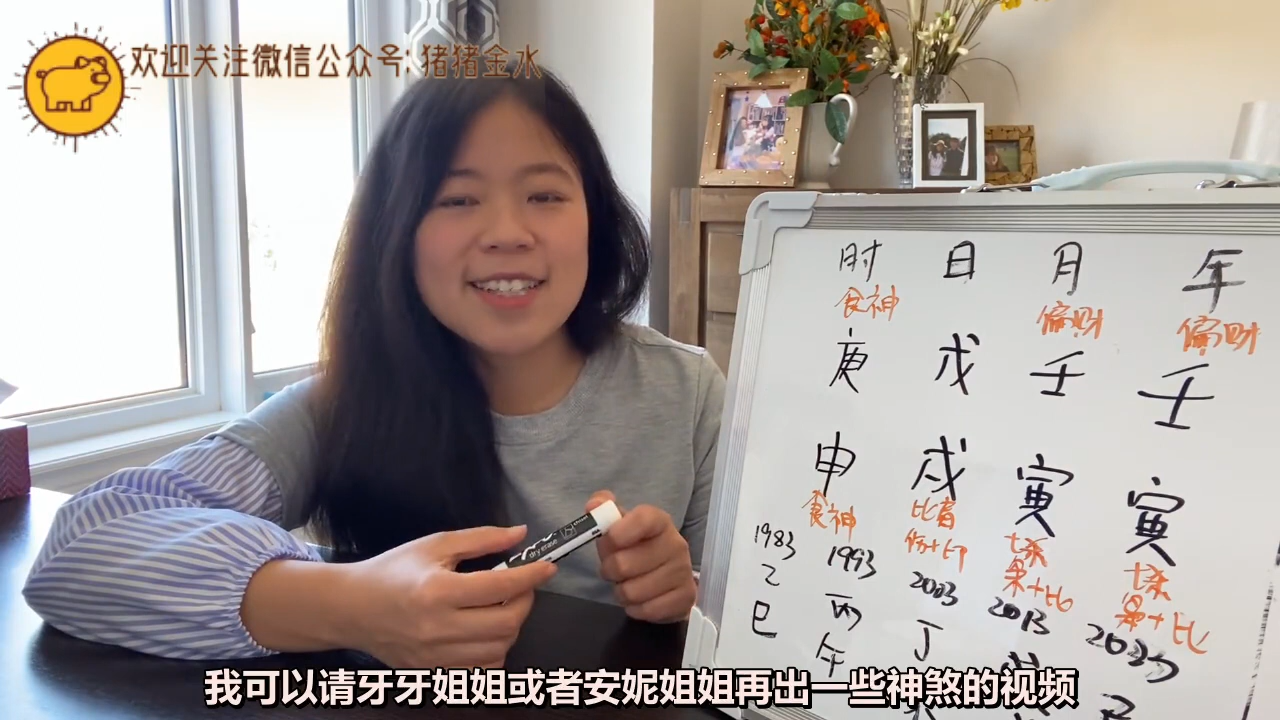 欢迎关注微信公众号: 猪猪金水
时 日 月 年
食神 偏财 偏财
庚 戊 壬 壬
申 戌 寅 寅
食神 比肩 七杀 七杀
枭+比 枭+比
1983 1993 2003 2013 2023
乙 丙 丁
巳 午
dry erase
我可以请牙牙姐姐或者安妮姐姐再出一些神煞的视频